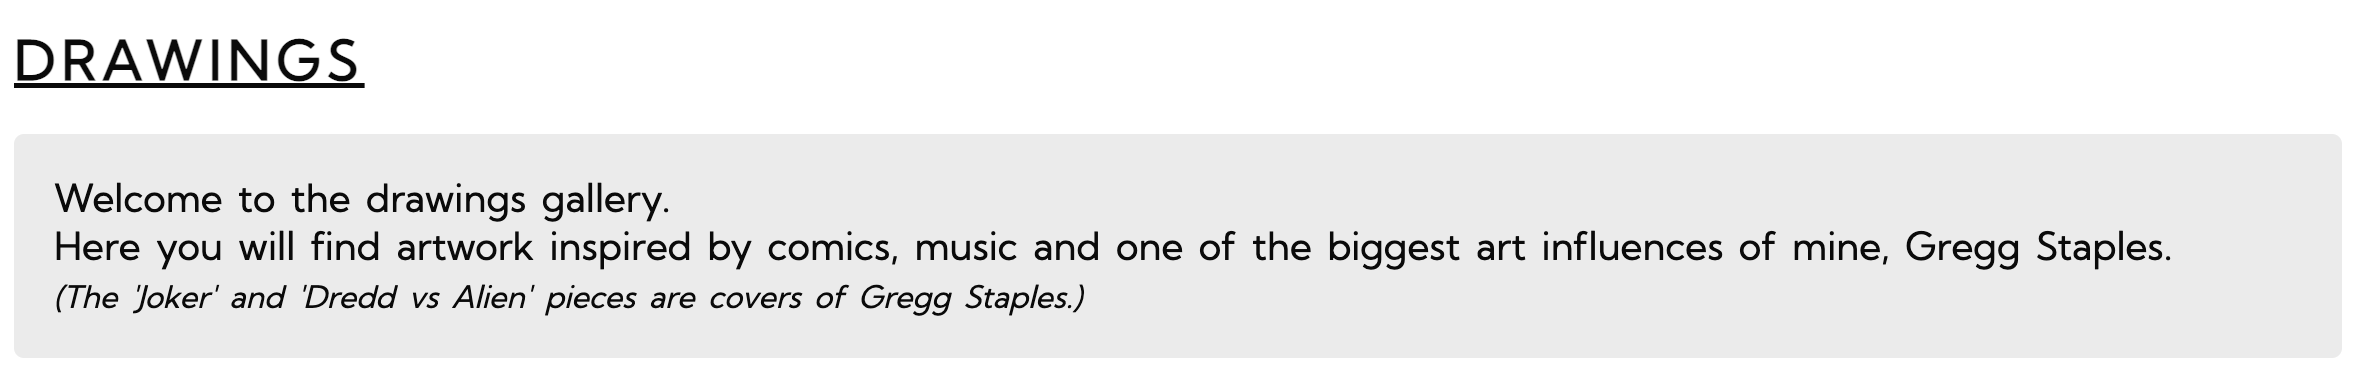 DRAWINGS
Welcome to the drawings gallery.
Here you will find artwork inspired by comics, music and one of the biggest art influences of mine, Gregg Staples.
(The 'Joker' and 'Dredd vs Alien' pieces are covers of Gregg Staples.)